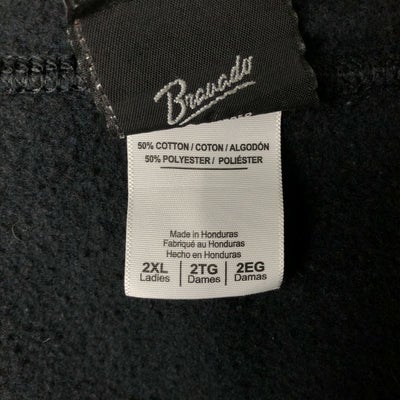 Bravado
50% COTTON / COTON / ALGODÓN
50% POLYESTER / POLIÉSTER
Made in Honduras
Fabriqué au Honduras
Hecho en Honduras
2XL 2TG 2EG
Ladies Dames Damas